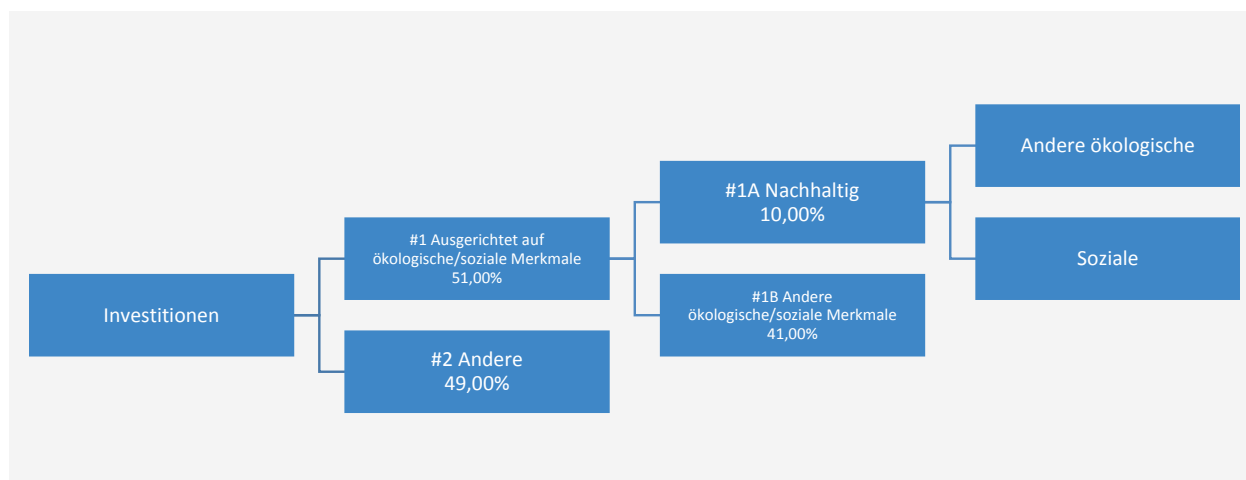 Investitionen
#1 Ausgerichtet auf
ökologische/soziale Merkmale
51,00%
#2 Andere
49,00%
#1A Nachhaltig
10,00%
#1B Andere
ökologische/soziale Merkmale
41,00%
Andere ökologische
Soziale